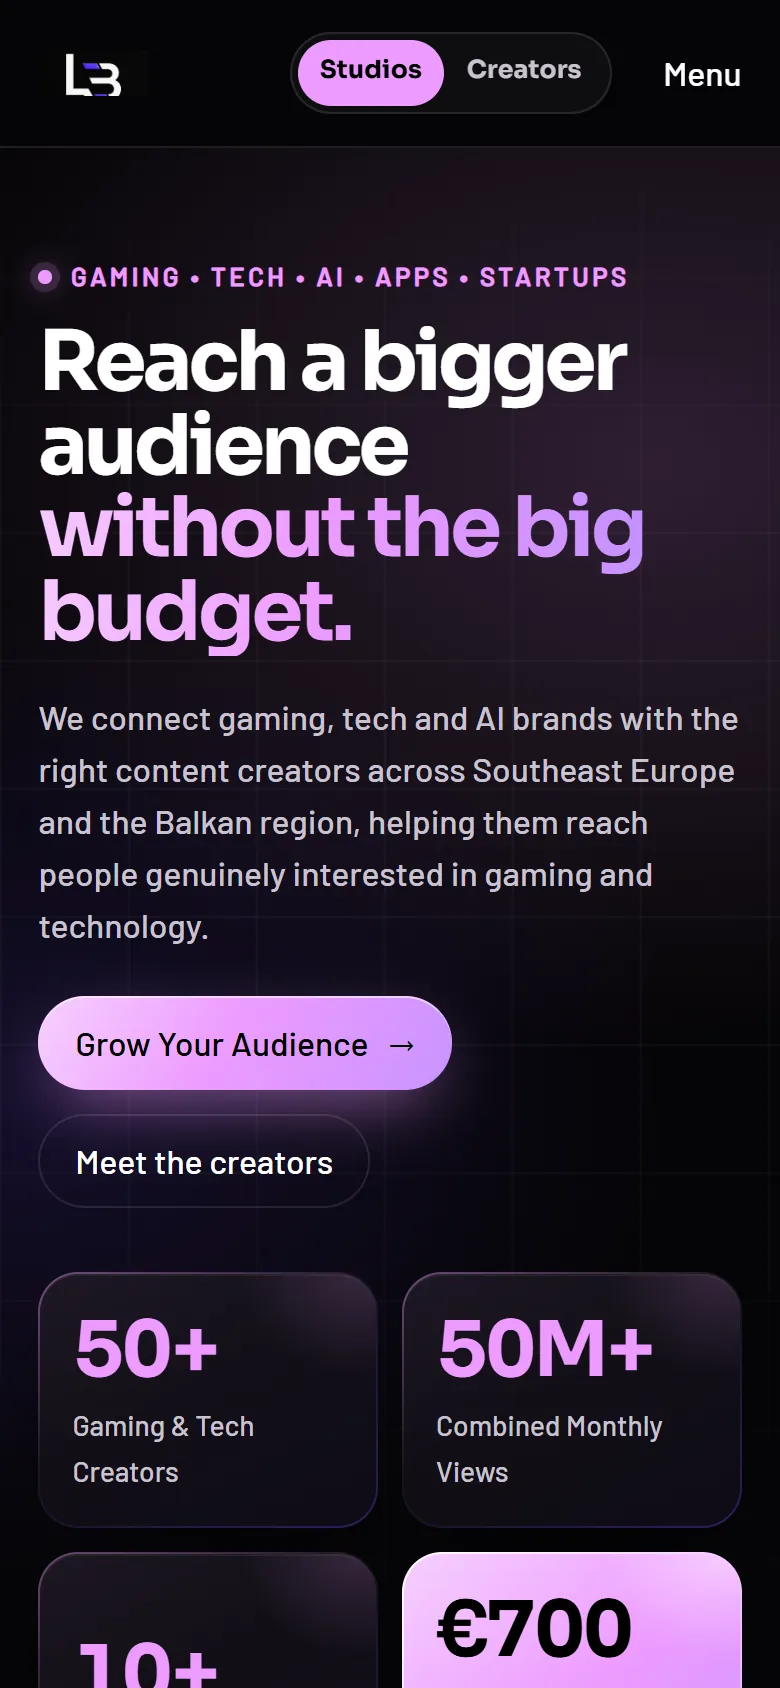 LB
Studios
Creators
Menu
GAMING • TECH • AI • APPS • STARTUPS
Reach a bigger
audience
without the big
budget.
We connect gaming, tech and AI brands with the
right content creators across Southeast Europe
and the Balkan region, helping them reach
people genuinely interested in gaming and
technology.
Grow Your Audience →
Meet the creators
50+
Gaming & Tech
Creators
50M+
Combined Monthly
Views
10+
€700